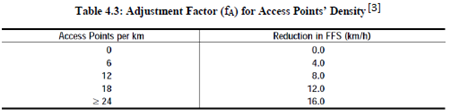 Table 4.3: Adjustment Factor (fA) for Access Points' Density [3]
Access Points per km Reduction in FFS (km/h)
0 0.0
6 4.0
12 8.0
18 12.0
≥ 24 16.0